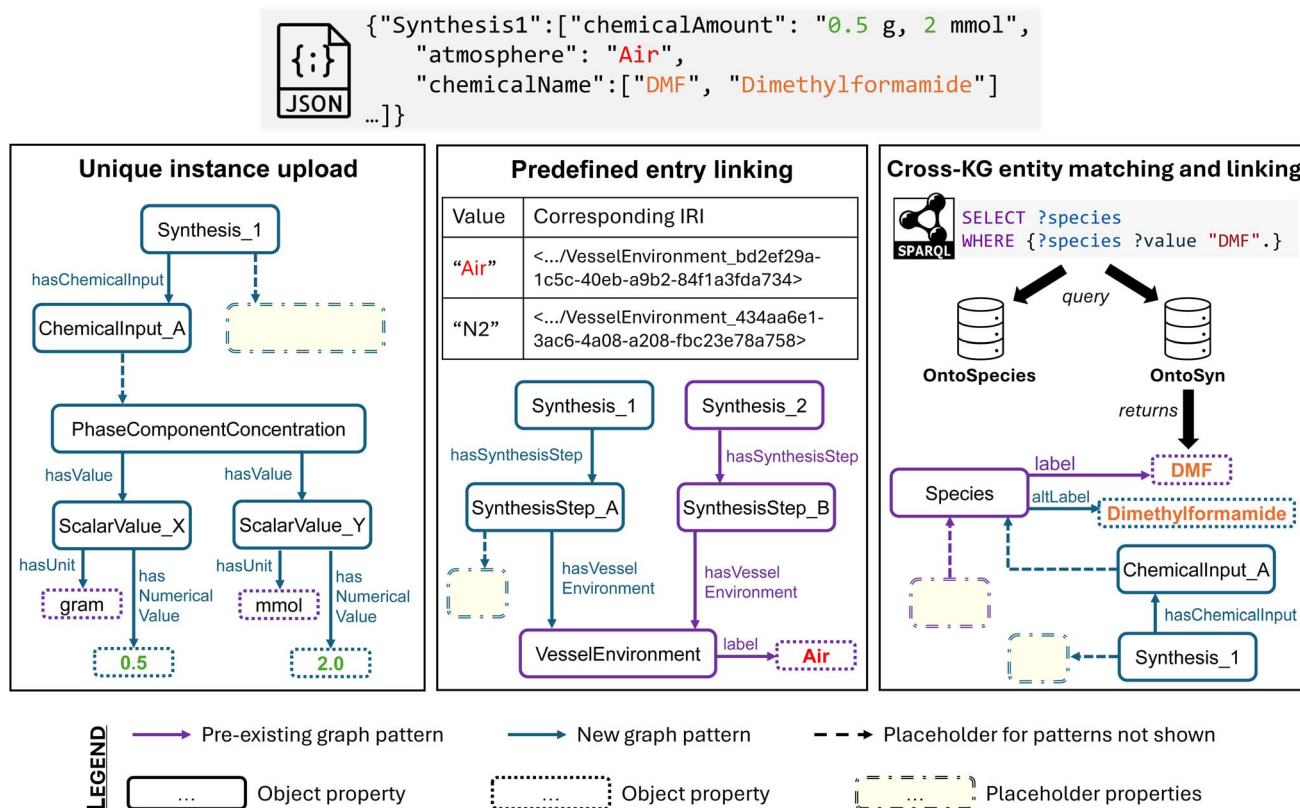 {"Synthesis1":["chemicalAmount": "0.5 g, 2 mmol",
"atmosphere": "Air",
"chemicalName":["DMF", "Dimethylformamide"]
…]}
{;}
JSON
Unique instance upload
Synthesis_1
hasChemicalInput
ChemicalInput_A
PhaseComponentConcentration
hasValue
hasValue
ScalarValue_X
ScalarValue_Y
hasUnit
has
Numerical
Value
hasUnit
has
Numerical
Value
gram
mmol
0.5
2.0
Predefined entry linking
Value
Corresponding IRI
"Air"
<.../VesselEnvironment_bd2ef29a-
1c5c-40eb-a9b2-84f1a3fda734>
"N2"
<.../VesselEnvironment_434aa6e1-
3ac6-4a08-a208-fbc23e78a758>
Synthesis_1
Synthesis_2
hasSynthesisStep
hasSynthesisStep
SynthesisStep_A
SynthesisStep_B
hasVessel
Environment
hasVessel
Environment
VesselEnvironment
label
Air
Cross-KG entity matching and linking
SPARQL
SELECT ?species
WHERE {?species ?value "DMF".}
query
OntoSpecies
OntoSyn
returns
label
DMF
Species
altLabel
Dimethylformamide
ChemicalInput_A
hasChemicalInput
Synthesis_1
LEGEND
Pre-existing graph pattern
New graph pattern
Placeholder for patterns not shown
...
Object property
...
Object property
...
Placeholder properties